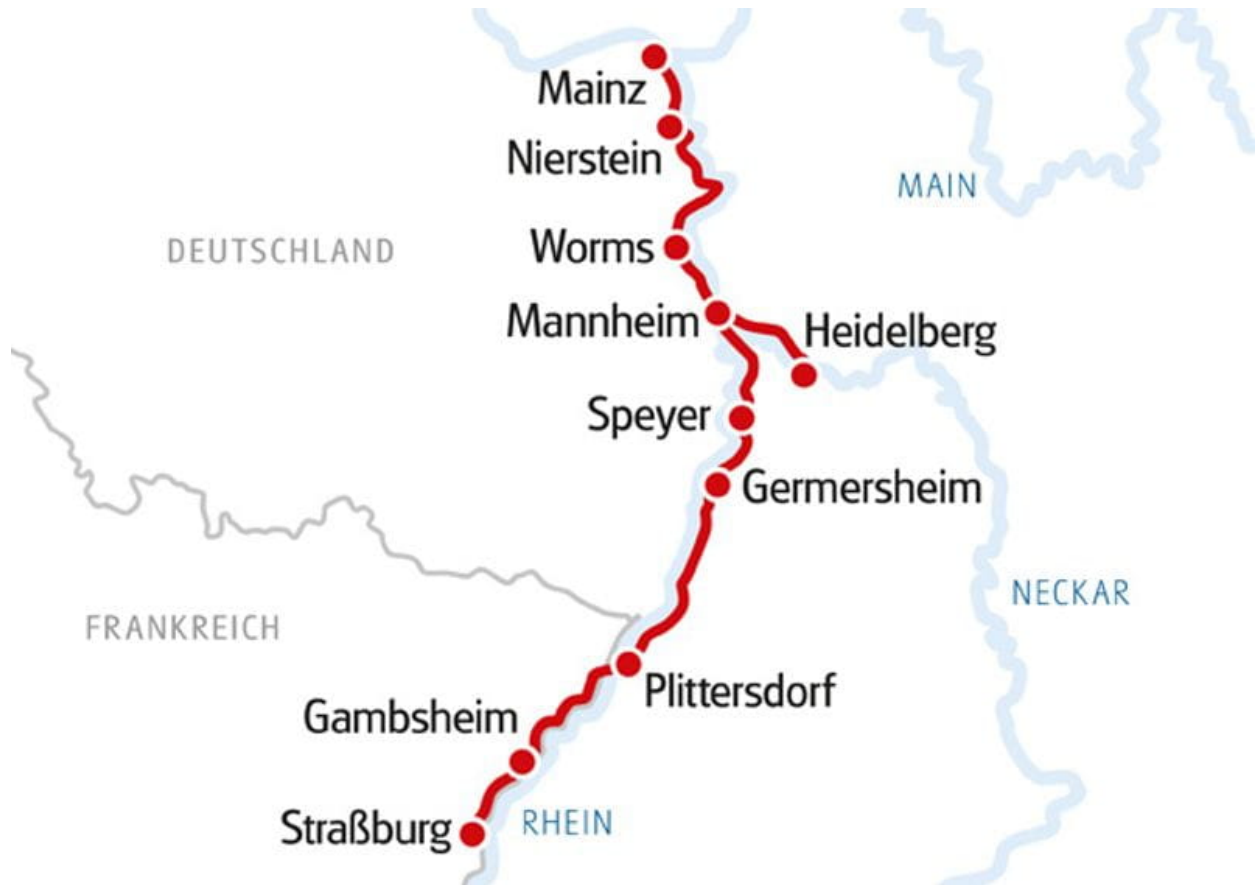 Mainz
Nierstein
MAIN
DEUTSCHLAND
Worms
Mannheim
Heidelberg
Speyer
Germersheim
NECKAR
FRANKREICH
Plittersdorf
Gambsheim
Straßburg
RHEIN